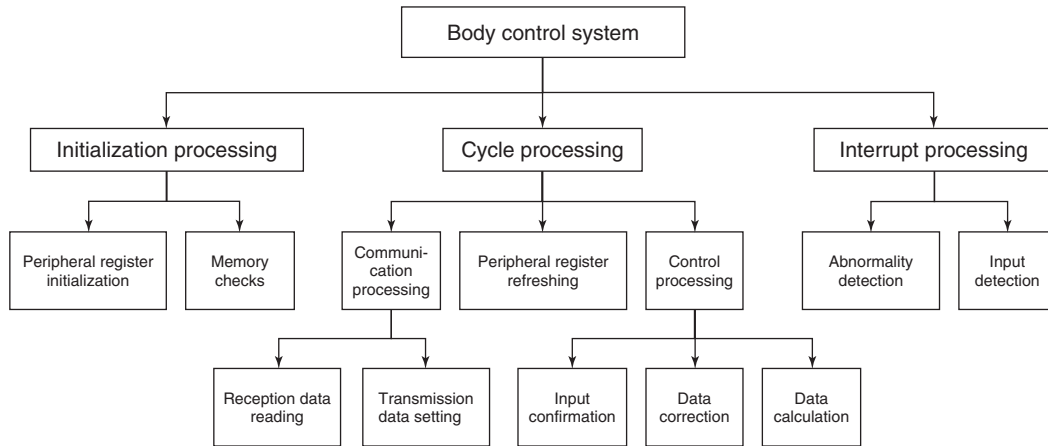 Body control system
Initialization processing
Cycle processing
Interrupt processing
Peripheral register
initialization
Memory
checks
Communi-
cation
processing
Peripheral register
refreshing
Control
processing
Abnormality
detection
Input
detection
Reception data
reading
Transmission
data setting
Input
confirmation
Data
correction
Data
calculation